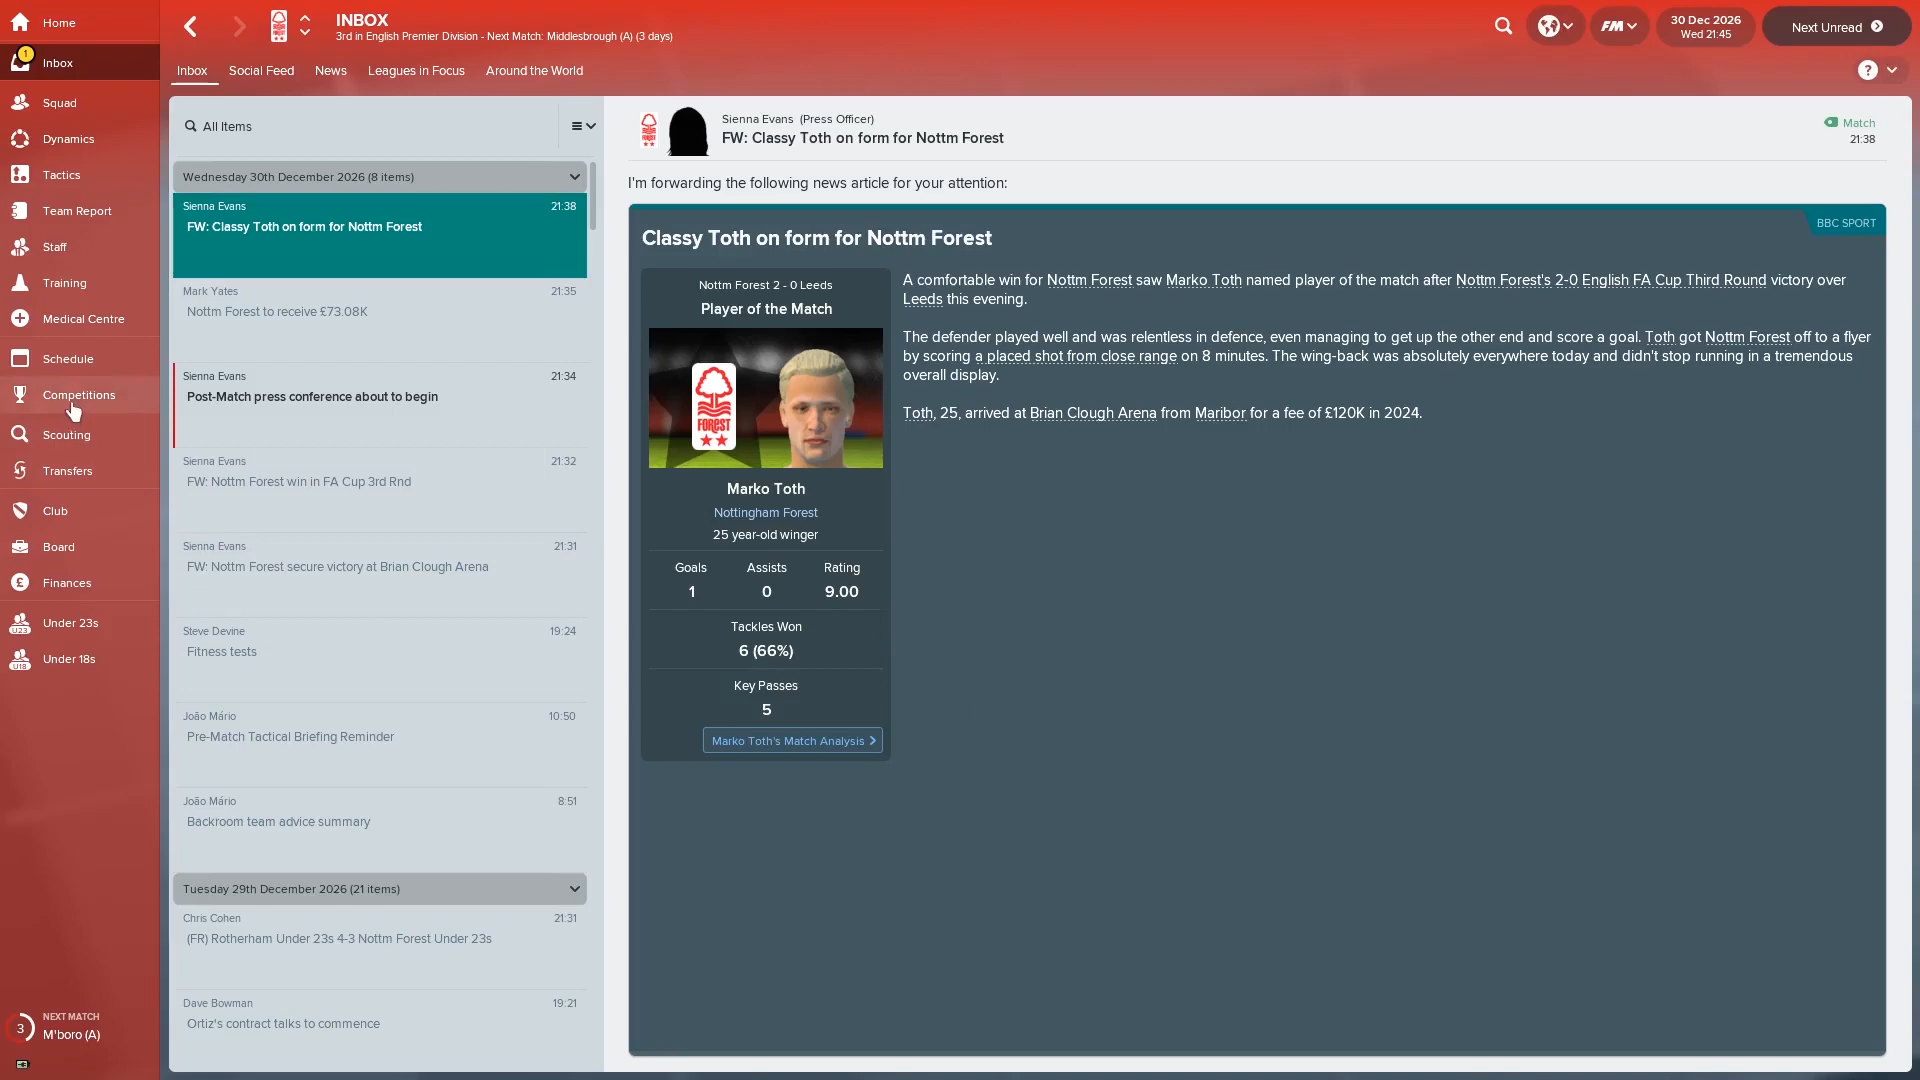 Home
1
Inbox
Squad
Dynamics
Tactics
Team Report
Staff
Training
Medical Centre
Schedule
Competitions
Scouting
Transfers
Club
Board
£
Finances
U23
Under 23s
U18
Under 18s
3
NEXT MATCH
M'boro (A)
FOREST
INBOX
3rd in English Premier Division - Next Match: Middlesbrough (A) (3 days)
FM
30 Dec 2026
Wed 21:45
Next Unread
Inbox
Social Feed
News
Leagues in Focus
Around the World
?
All Items
Wednesday 30th December 2026 (8 items)
Sienna Evans 21:38
FW: Classy Toth on form for Nottm Forest
Mark Yates 21:35
Nottm Forest to receive £73.08K
Sienna Evans 21:34
Post-Match press conference about to begin
Sienna Evans 21:32
FW: Nottm Forest win in FA Cup 3rd Rnd
Sienna Evans 21:31
FW: Nottm Forest secure victory at Brian Clough Arena
Steve Devine 19:24
Fitness tests
João Mário 10:50
Pre-Match Tactical Briefing Reminder
João Mário 8:51
Backroom team advice summary
Tuesday 29th December 2026 (21 items)
Chris Cohen 21:31
(FR) Rotherham Under 23s 4-3 Nottm Forest Under 23s
Dave Bowman 19:21
Ortiz's contract talks to commence
FOREST
Sienna Evans (Press Officer)
FW: Classy Toth on form for Nottm Forest
Match
21:38
I'm forwarding the following news article for your attention:
BBC SPORT
Classy Toth on form for Nottm Forest
Nottm Forest 2 - 0 Leeds
Player of the Match
FOREST
Marko Toth
Nottingham Forest
25 year-old winger
Goals Assists Rating
1 0 9.00
Tackles Won
6 (66%)
Key Passes
5
Marko Toth's Match Analysis
A comfortable win for Nottm Forest saw Marko Toth named player of the match after Nottm Forest's 2-0 English FA Cup Third Round victory over
Leeds this evening.
The defender played well and was relentless in defence, even managing to get up the other end and score a goal. Toth got Nottm Forest off to a flyer
by scoring a placed shot from close range on 8 minutes. The wing-back was absolutely everywhere today and didn't stop running in a tremendous
overall display.
Toth, 25, arrived at Brian Clough Arena from Maribor for a fee of £120K in 2024.